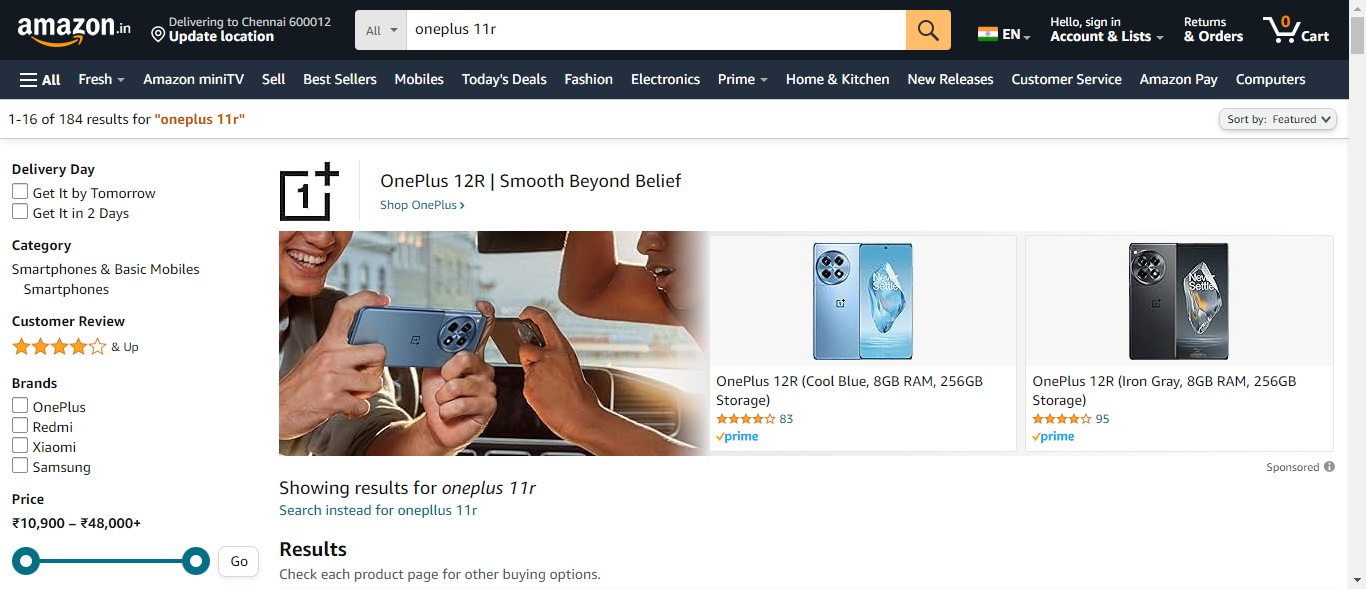 amazon.in
Delivering to Chennai 600012
Update location
All
oneplus 11r
EN
Hello, sign in
Account & Lists
Returns
& Orders
0
Cart
All Fresh Amazon miniTV Sell Best Sellers Mobiles Today's Deals Fashion Electronics Prime Home & Kitchen New Releases Customer Service Amazon Pay Computers
1-16 of 184 results for "oneplus 11r"
Sort by: Featured
Delivery Day
Get It by Tomorrow
Get It in 2 Days
Category
Smartphones & Basic Mobiles
Smartphones
Customer Review
& Up
Brands
OnePlus
Redmi
Xiaomi
Samsung
Price
₹10,900 – ₹48,000+
Go
1+
OnePlus 12R | Smooth Beyond Belief
Shop OnePlus ›
Never
Settle
OnePlus 12R (Cool Blue, 8GB RAM, 256GB
Storage)
83
prime
Never
Settle
OnePlus 12R (Iron Gray, 8GB RAM, 256GB
Storage)
95
prime
Sponsored
Showing results for oneplus 11r
Search instead for onepllus 11r
Results
Check each product page for other buying options.